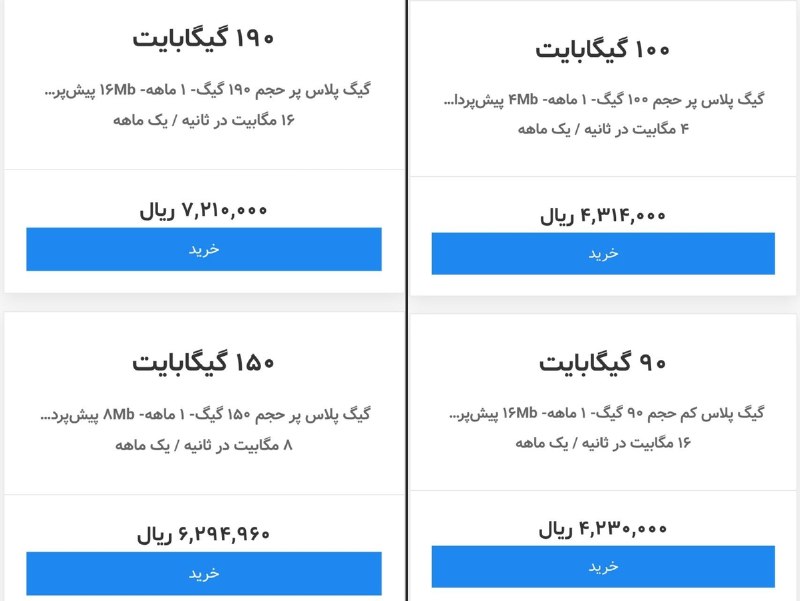 ۱۰۰ گیگابایت
گیگ پلاس پر حجم ۱۰۰ گیگ- ۱ ماهه- ۴Mb پیش‌پردا...
۴ مگابیت در ثانیه / یک ماهه
۴,۳۱۴,۰۰۰ ریال
خرید
۹۰ گیگابایت
گیگ پلاس کم حجم ۹۰ گیگ- ۱ ماهه- ۱۶Mb پیش‌پر...
۱۶ مگابیت در ثانیه / یک ماهه
۴,۲۳۰,۰۰۰ ریال
خرید
۱۹۰ گیگابایت
گیگ پلاس پر حجم ۱۹۰ گیگ- ۱ ماهه- ۱۶Mb پیش‌پر...
۱۶ مگابیت در ثانیه / یک ماهه
۷,۲۱۰,۰۰۰ ریال
خرید
۱۵۰ گیگابایت
گیگ پلاس پر حجم ۱۵۰ گیگ- ۱ ماهه- ۸Mb پیش‌پرد...
۸ مگابیت در ثانیه / یک ماهه
۶,۲۹۴,۹۶۰ ریال
خرید